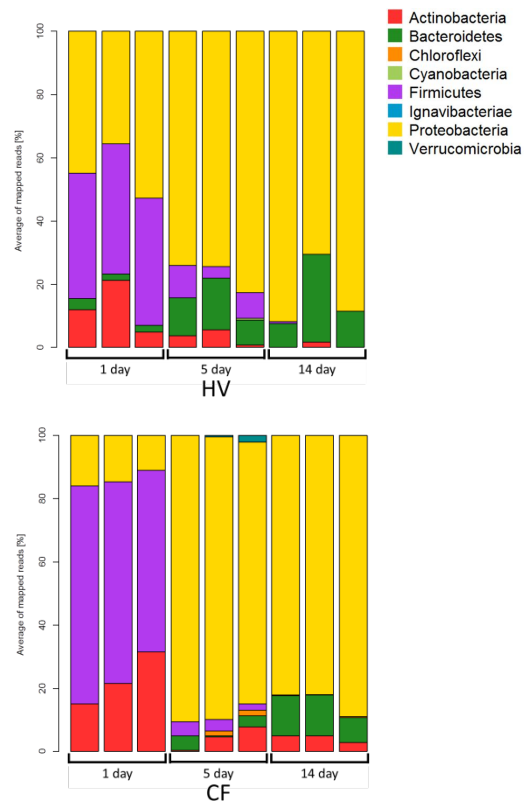 Actinobacteria
Bacteroidetes
Chloroflexi
Cyanobacteria
Firmicutes
Ignavibacteriae
Proteobacteria
Verrucomicrobia
Average of mapped reads [%]
100
80
60
40
20
0
1 day 5 day 14 day
HV
Average of mapped reads [%]
100
80
60
40
20
0
1 day 5 day 14 day
CF